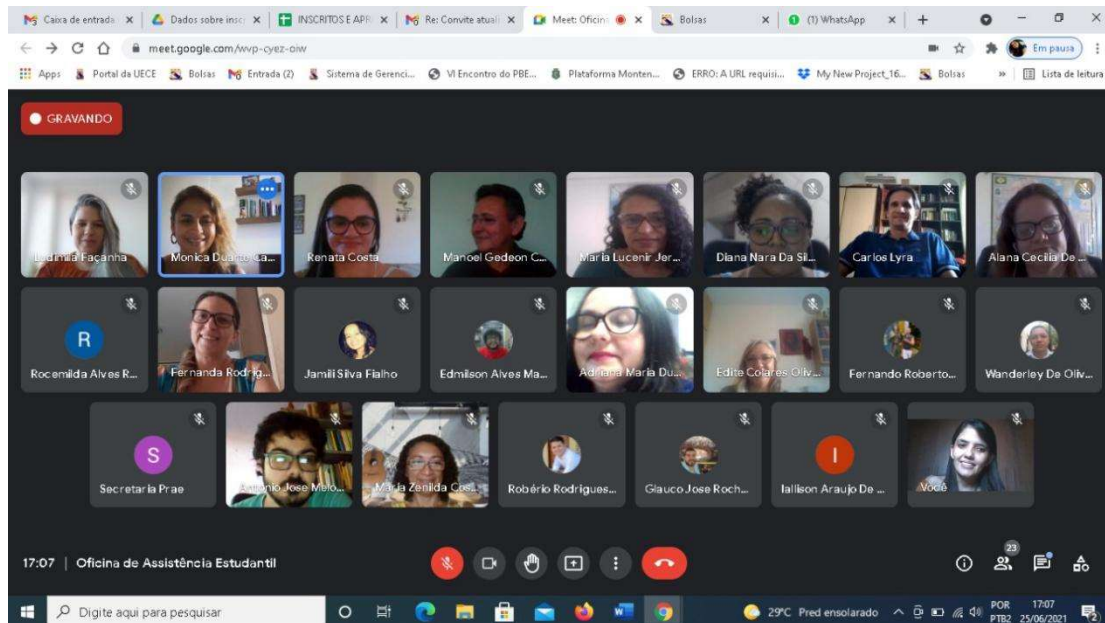 Caixa de entrada
Dados sobre insc
INSCRITOS E APR
Re: Convite atuali
Meet: Oficina
Bolsas
(1) WhatsApp
meet.google.com/wvp-cyez-oiw
Em pausa
Apps
Portal da UECE
Bolsas
Entrada (2)
Sistema de Gerenci...
VI Encontro do PBE...
Plataforma Monten...
ERRO: A URL requisi...
My New Project_16...
Bolsas
»
Lista de leitura
GRAVANDO
Ludimila Façanha
Monica Duarte Ca...
Renata Costa
Manoel Gedeon C...
Maria Lucenir Jer...
Diana Nara Da Sil...
Carlos Lyra
Alana Cecilia De ...
R
Rocemilda Alves R...
Fernanda Rodrig...
Jamili Silva Fialho
Edmilson Alves Ma...
Adriana Maria Du...
Edite Colares Oliv...
Fernando Roberto...
Wanderley De Oliv...
S
Secretaria Prae
Antonio Jose Melo...
Maria Zenilda Cos...
Robério Rodrigues...
Glauco Jose Roch...
I
Iallison Araujo De ...
Você
17:07 | Oficina de Assistência Estudantil
23
Digite aqui para pesquisar
29°C Pred ensolarado
POR
PTB2
17:07
25/06/2021
2